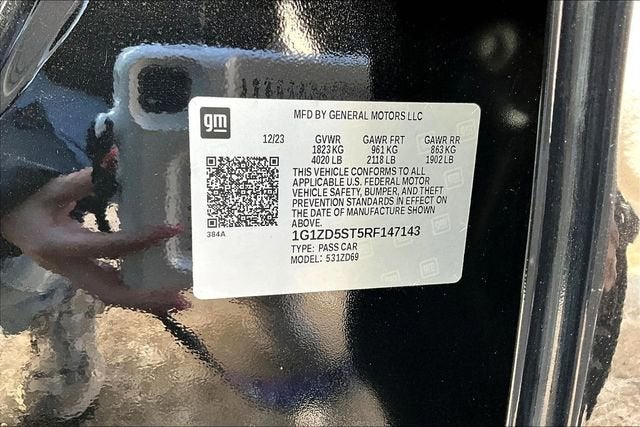 gm
MFD BY GENERAL MOTORS LLC
12/23 GVWR GAWR FRT GAWR RR
1823 KG 961 KG 863 KG
4020 LB 2118 LB 1902 LB
THIS VEHICLE CONFORMS TO ALL
APPLICABLE U.S. FEDERAL MOTOR
VEHICLE SAFETY, BUMPER, AND THEFT
PREVENTION STANDARDS IN EFFECT ON
THE DATE OF MANUFACTURE SHOWN
ABOVE.
384A
1G1ZD5ST5RF147143
TYPE: PASS CAR
MODEL: 531ZD69